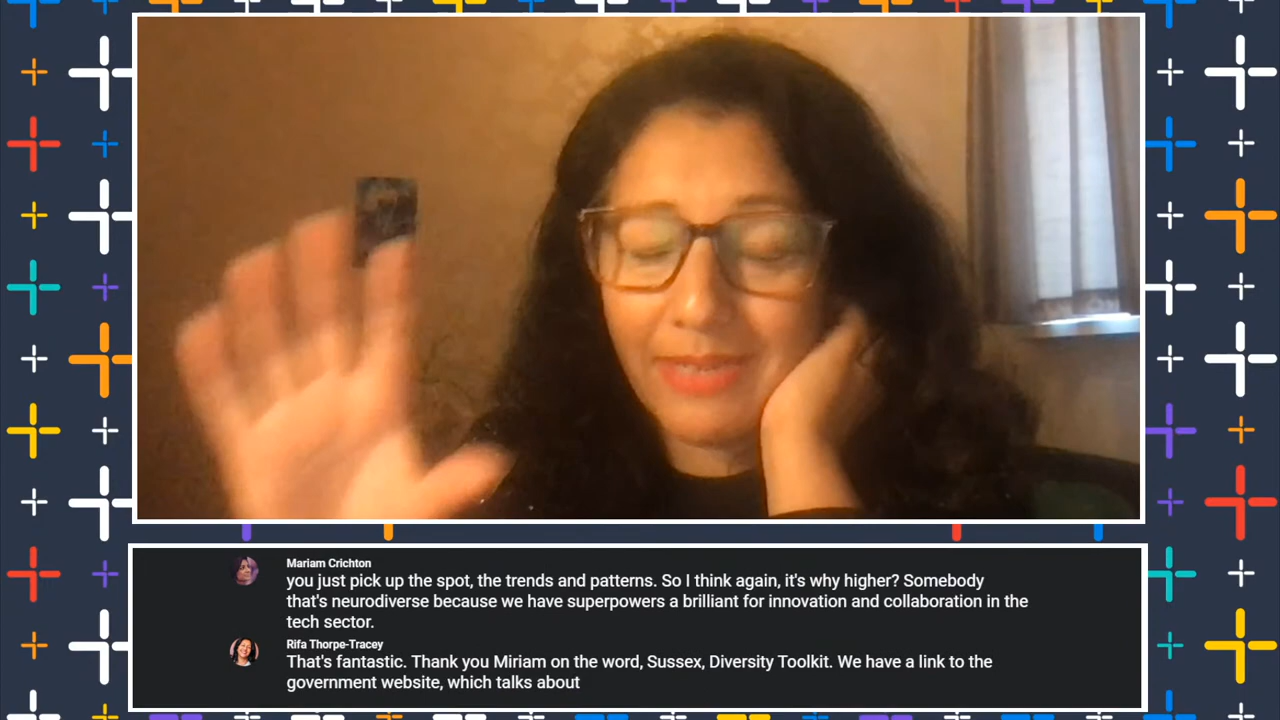 Mariam Crichton
you just pick up the spot, the trends and patterns. So I think again, it's why higher? Somebody
that's neurodiverse because we have superpowers a brilliant for innovation and collaboration in the
tech sector.
Rifa Thorpe-Tracey
That's fantastic. Thank you Miriam on the word, Sussex, Diversity Toolkit. We have a link to the
government website, which talks about